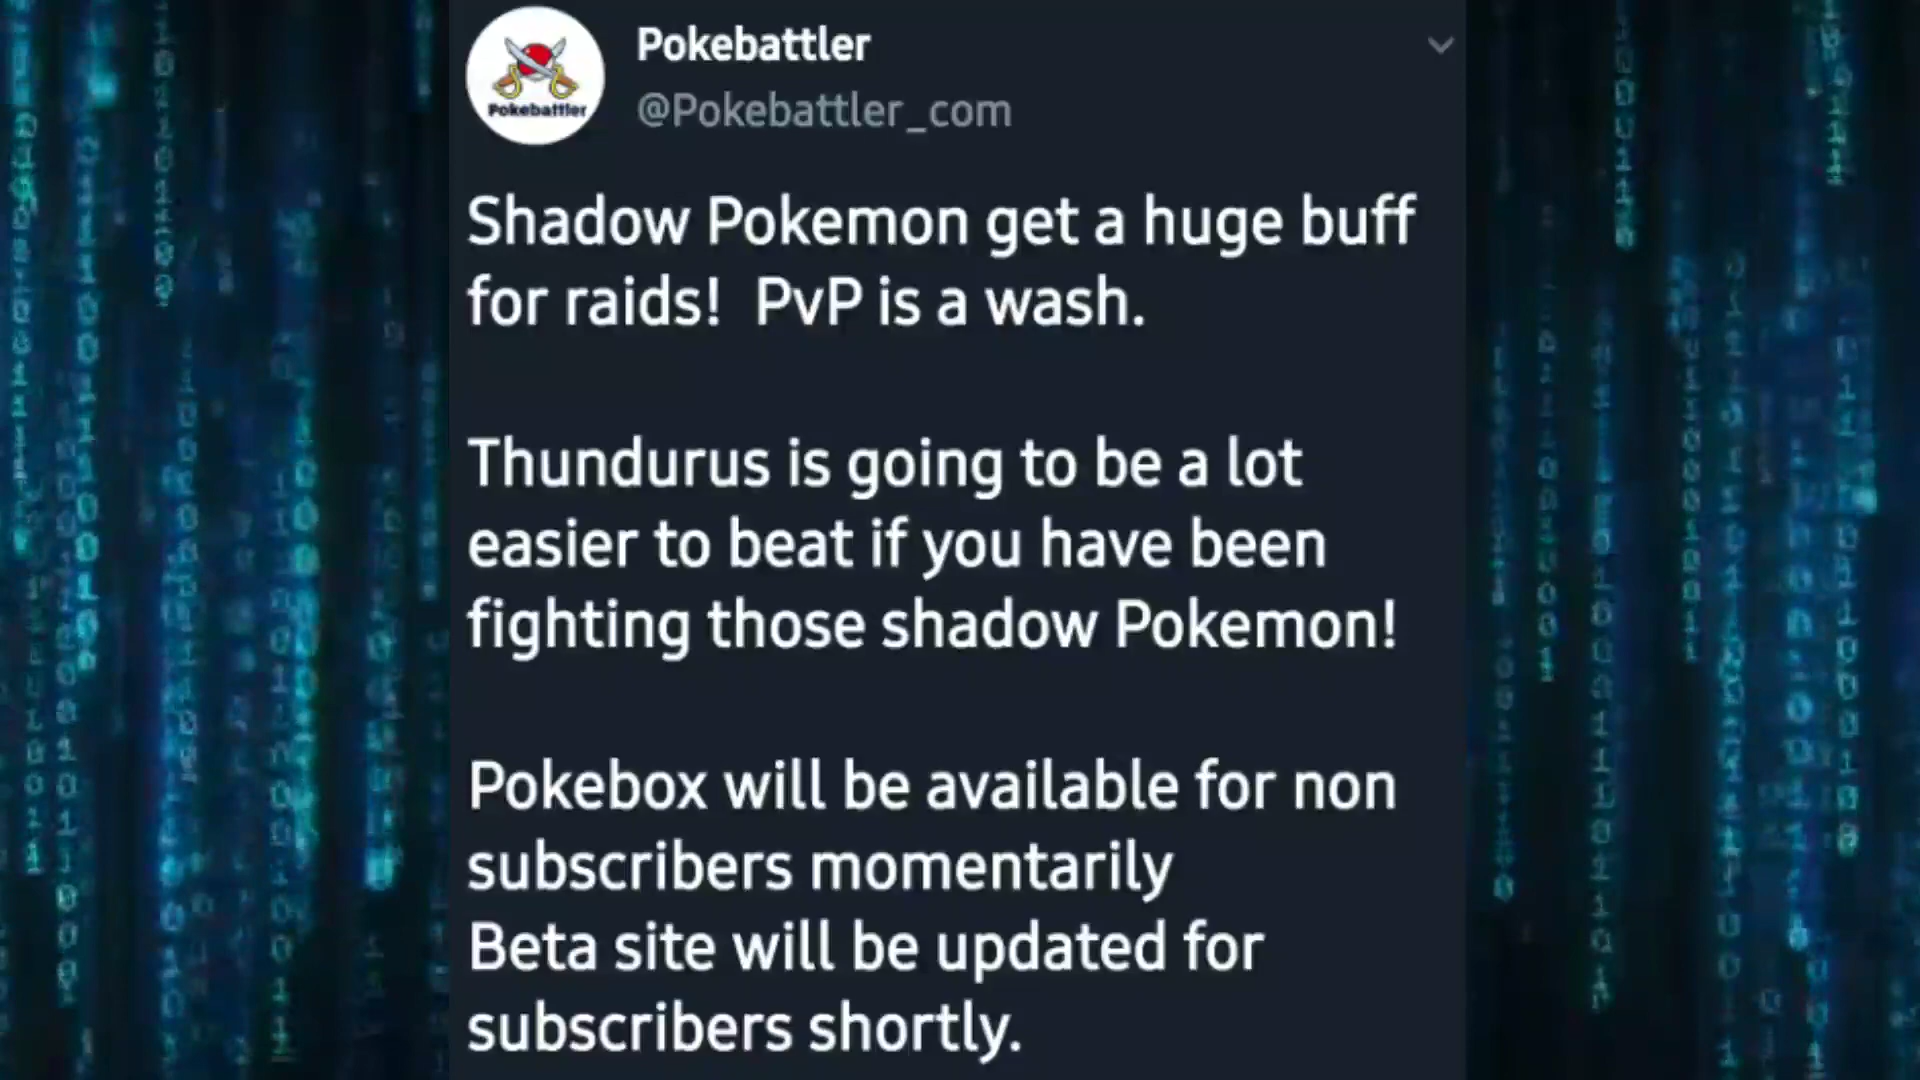 Pokebattler
@Pokebattler_com
Pokebattler
Shadow Pokemon get a huge buff
for raids!  PvP is a wash.
Thundurus is going to be a lot
easier to beat if you have been
fighting those shadow Pokemon!
Pokebox will be available for non
subscribers momentarily
Beta site will be updated for
subscribers shortly.